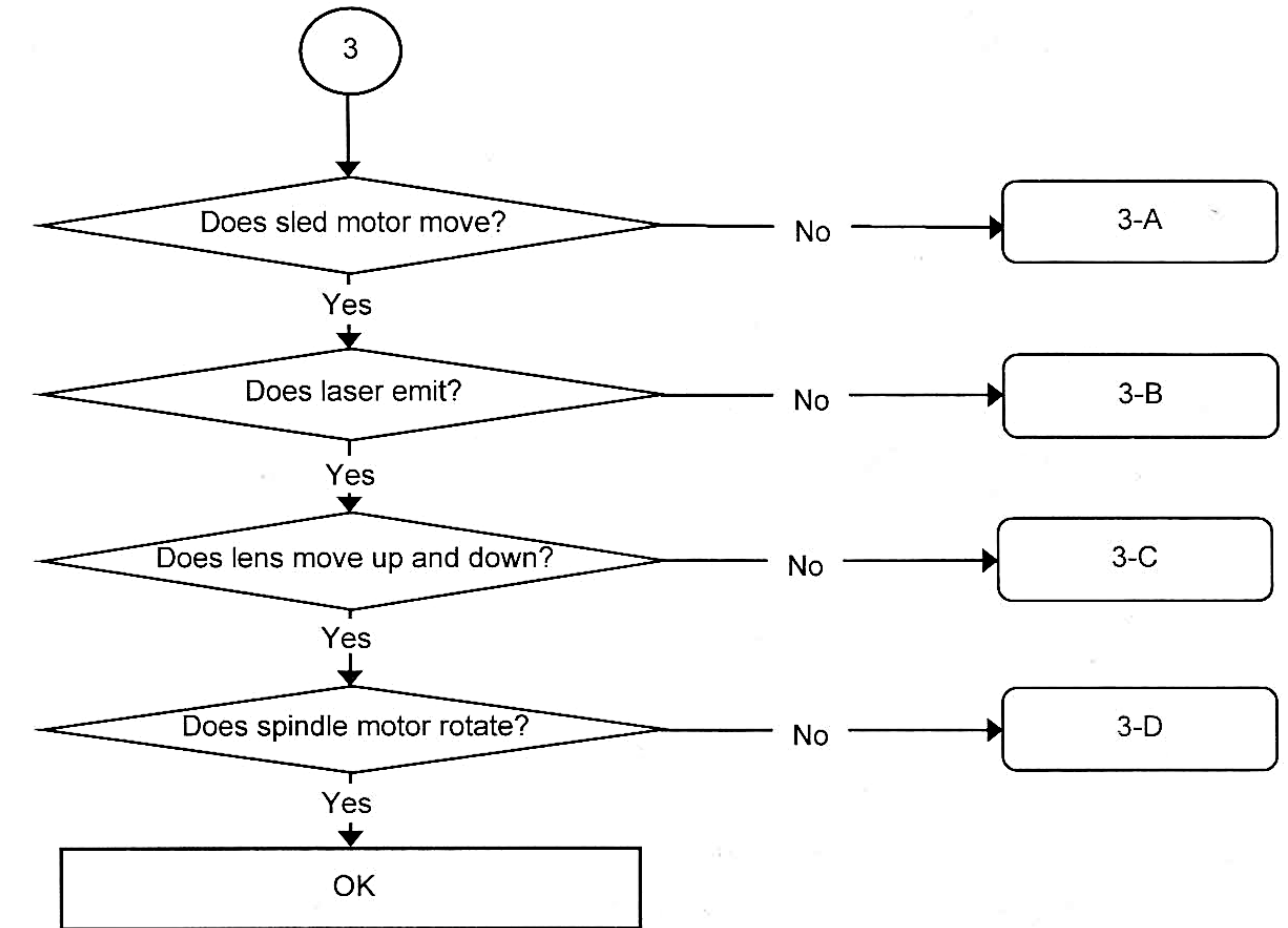 3
Does sled motor move?
No
3-A
Yes
Does laser emit?
No
3-B
Yes
Does lens move up and down?
No
3-C
Yes
Does spindle motor rotate?
No
3-D
Yes
OK